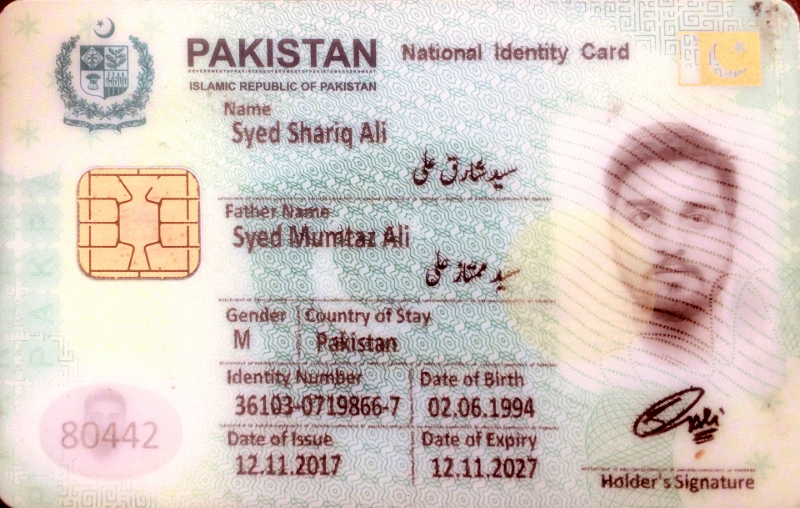 PAKISTAN National Identity Card
ISLAMIC REPUBLIC OF PAKISTAN
Name
Syed Shariq Ali
سید شارق علی
Father Name
Syed Mumtaz Ali
سید ممتاز علی
Gender Country of Stay
M Pakistan
Identity Number Date of Birth
36103-0719866-7 02.06.1994
Date of Issue Date of Expiry
12.11.2017 12.11.2027
80442
Holder's Signature